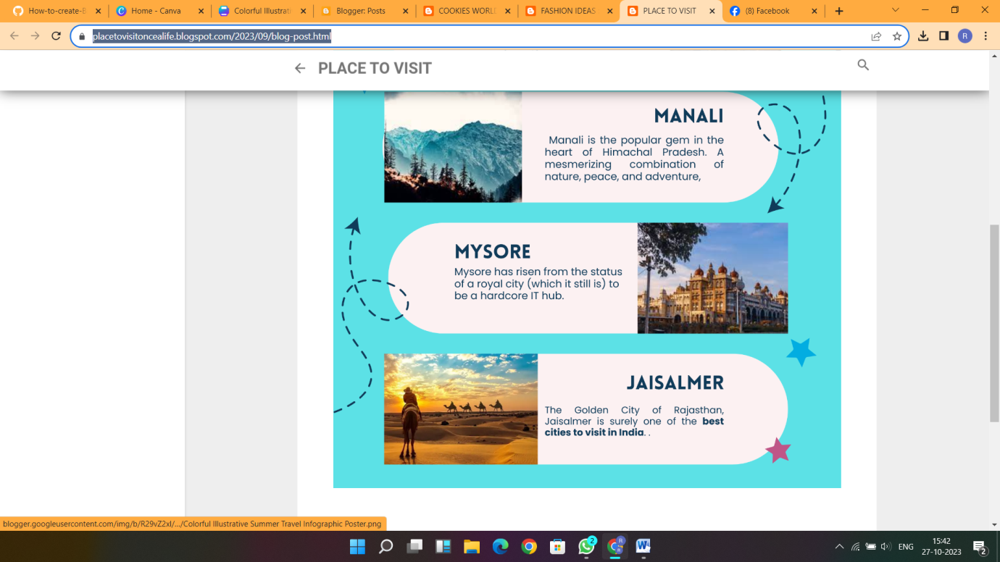 How-to-create-B
Home - Canva
Colorful Illustrati
Blogger: Posts
COOKIES WORL
FASHION IDEAS
PLACE TO VISIT
(8) Facebook
placetovisitoncealife.blogspot.com/2023/09/blog-post.html
R
PLACE TO VISIT
MANALI
Manali is the popular gem in the
heart of Himachal Pradesh. A
mesmerizing combination of
nature, peace, and adventure,
MYSORE
Mysore has risen from the status
of a royal city (which it still is) to
be a hardcore IT hub.
JAISALMER
The Golden City of Rajasthan,
Jaisalmer is surely one of the best
cities to visit in India. .
blogger.googleusercontent.com/img/b/R29vZ2xl/.../Colorful Illustrative Summer Travel Infographic Poster.png
2
R
R
ENG
15:42
27-10-2023
2